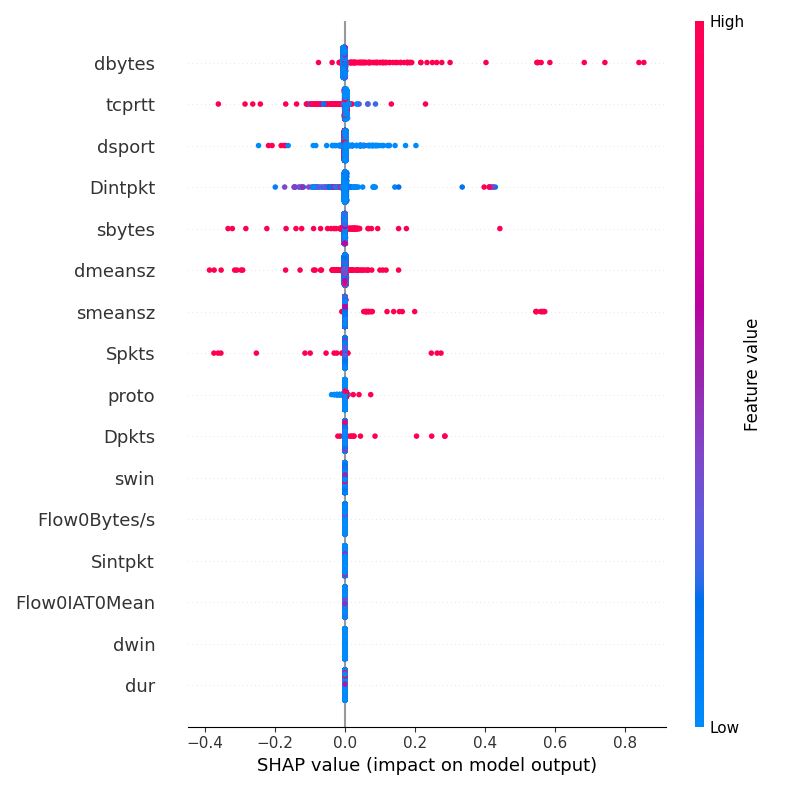 High
dbytes
tcprtt
dsport
Dintpkt
sbytes
dmeansz
smeansz
Spkts
proto
Dpkts
swin
Flow0Bytes/s
Sintpkt
Flow0IAT0Mean
dwin
dur
Feature value
Low
−0.4 −0.2 0.0 0.2 0.4 0.6 0.8
SHAP value (impact on model output)